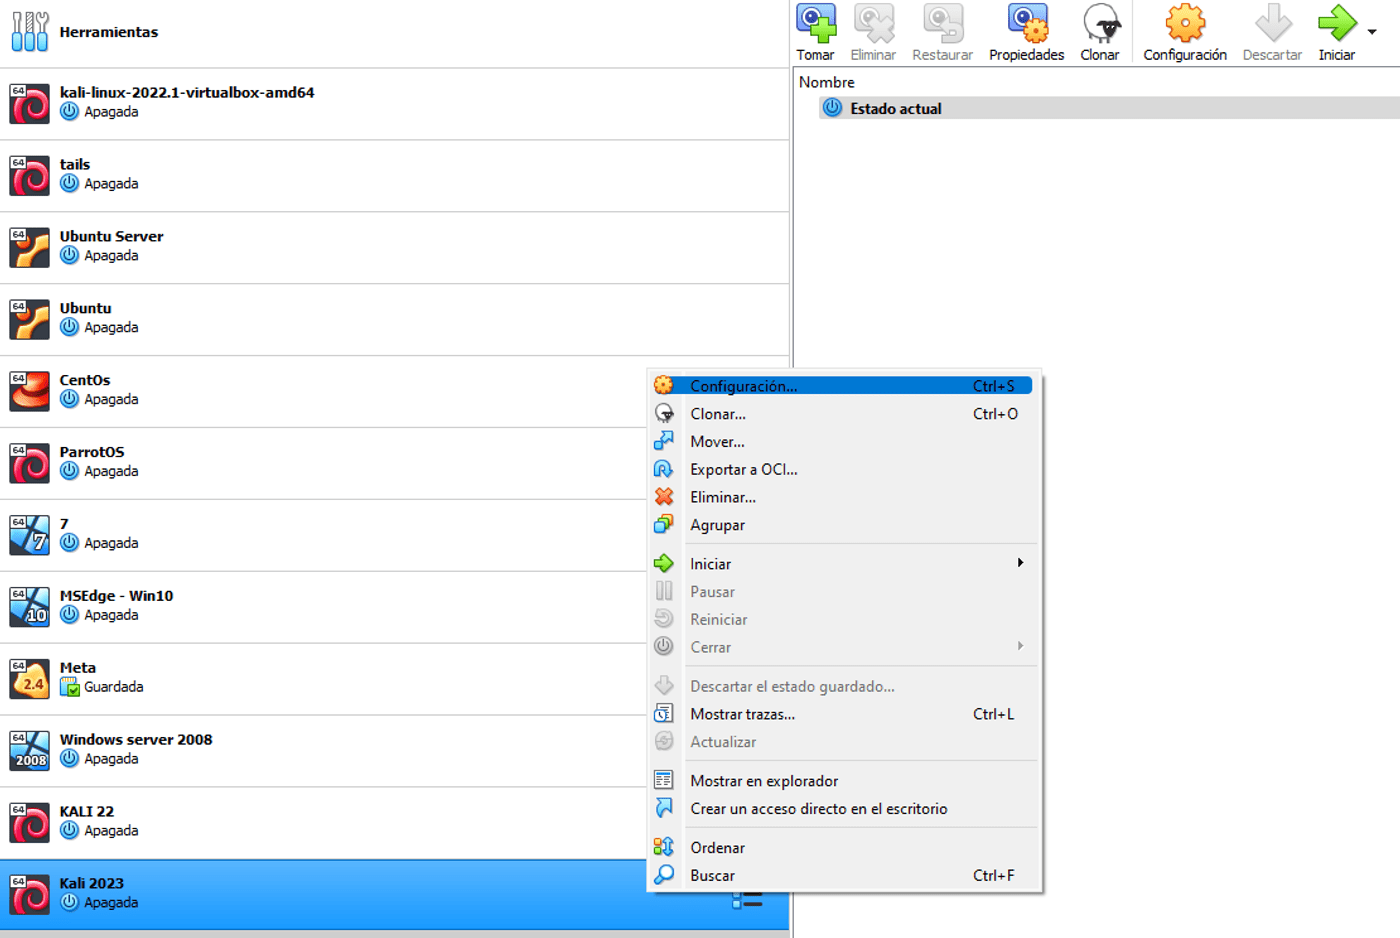 Herramientas
64
kali-linux-2022.1-virtualbox-amd64
Apagada
64
tails
Apagada
64
Ubuntu Server
Apagada
64
Ubuntu
Apagada
64
CentOs
Apagada
64
ParrotOS
Apagada
64
7
7
Apagada
64
10
MSEdge - Win10
Apagada
64
2.4
Meta
Guardada
64
2008
Windows server 2008
Apagada
64
KALI 22
Apagada
64
Kali 2023
Apagada
Tomar Eliminar Restaurar Propiedades Clonar Configuración Descartar Iniciar
Nombre
Estado actual
Configuración... Ctrl+S
Clonar... Ctrl+O
Mover...
Exportar a OCI...
Eliminar...
Agrupar
Iniciar
Pausar
Reiniciar
Cerrar
Descartar el estado guardado...
Mostrar trazas... Ctrl+L
Actualizar
Mostrar en explorador
Crear un acceso directo en el escritorio
Ordenar
Buscar Ctrl+F